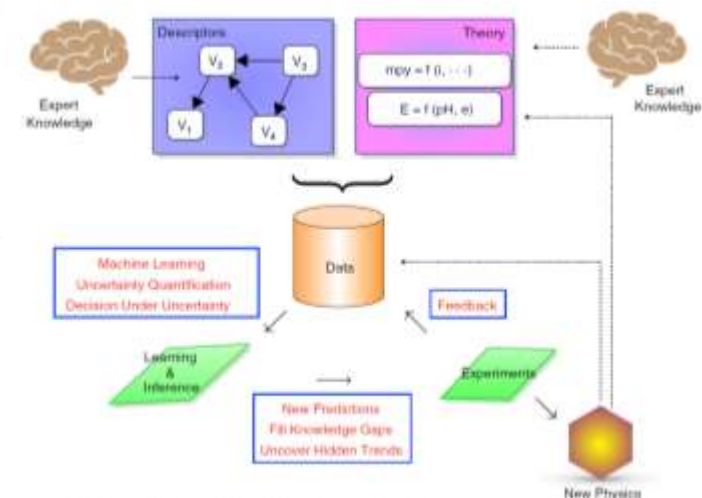 Descriptors
Theory
V2
V3
V1
V4
mpy = f (i, - - -)
E = f (pH, e)
Expert
Knowledge
Expert
Knowledge
Data
Machine Learning
Uncertainty Quantification
Decision Under Uncertainty
Feedback
Learning
&
Inference
Experiments
New Predictions
Fill Knowledge Gaps
Uncover Hidden Trends
New Physics